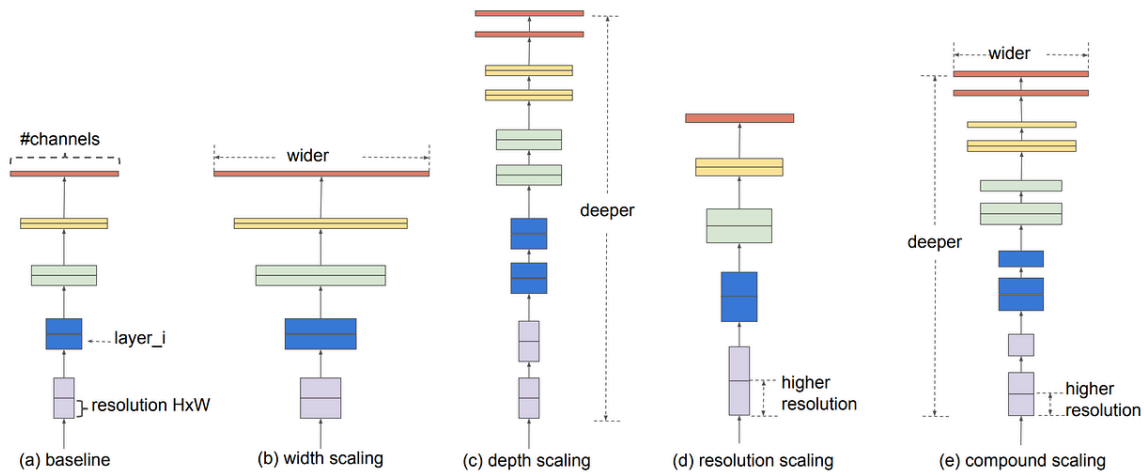 #channels
layer_i
resolution HxW
(a) baseline
wider
(b) width scaling
deeper
(c) depth scaling
higher
resolution
(d) resolution scaling
wider
deeper
higher
resolution
(e) compound scaling